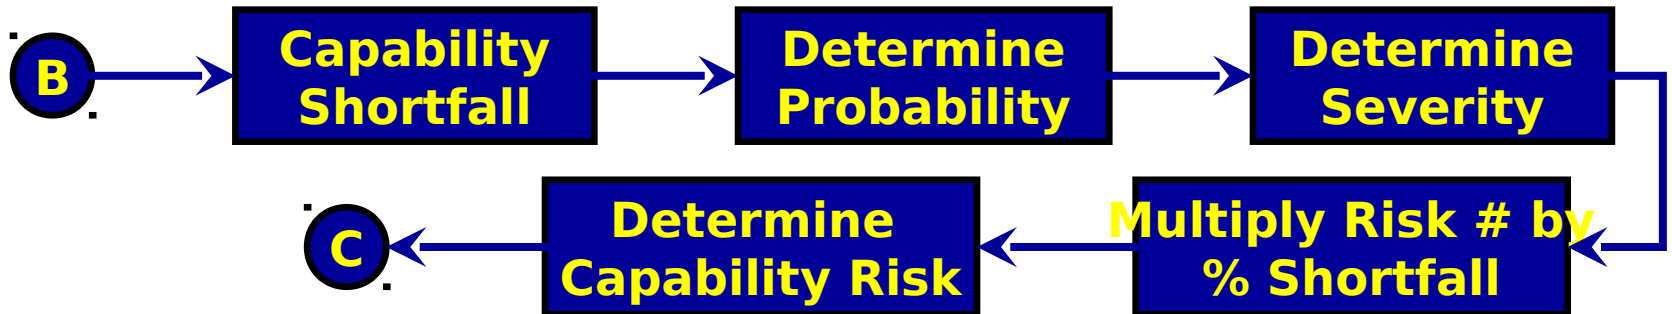 B
Capability
Shortfall
Determine
Probability
Determine
Severity
Multiply Risk # by
% Shortfall
Determine
Capability Risk
C